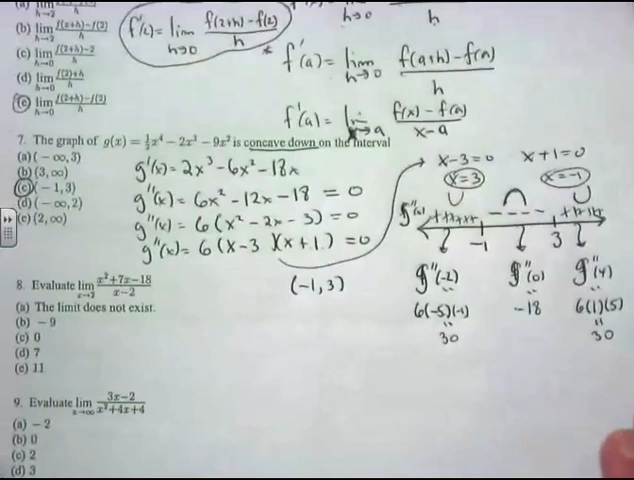 (b) lim h→2 f(x+h)−f(2) / h
(c) lim h→0 f(2+h)−2 / h
(d) lim h→0 f(2)+h / h
(e) lim h→0 f(2+h)−f(2) / h
f'(2) = lim h→0 f(2+h) − f(2) / h
h→0 h
* f'(a) = lim h→0 f(a+h) − f(a) / h
f'(a) = lim x→a f(x) − f(a) / x − a
7. The graph of g(x) = ½x⁴ − 2x³ − 9x² is concave down on the interval
(a) (−∞, 3)
(b) (3, ∞)
(c) (−1, 3)
(d) (−∞, 2)
(e) (2, ∞)
g'(x) = 2x³ − 6x² − 18x
g''(x) = 6x² − 12x − 18 = 0
g''(x) = 6(x² − 2x − 3) = 0
g''(x) = 6(x−3)(x+1) = 0
(−1, 3)
x−3=0 x+1=0
x=3 x=−1
g''(x) +++++ − − − − ++++
−1 3
g''(−2) g''(0) g''(4)
6(−5)(−1) −18 6(1)(5)
30 30
8. Evaluate lim x→2 x²+7x−18 / x−2
(a) The limit does not exist.
(b) −9
(c) 0
(d) 7
(e) 11
9. Evaluate lim x→∞ 3x−2 / x²+4x+4
(a) −2
(b) 0
(c) 2
(d) 3